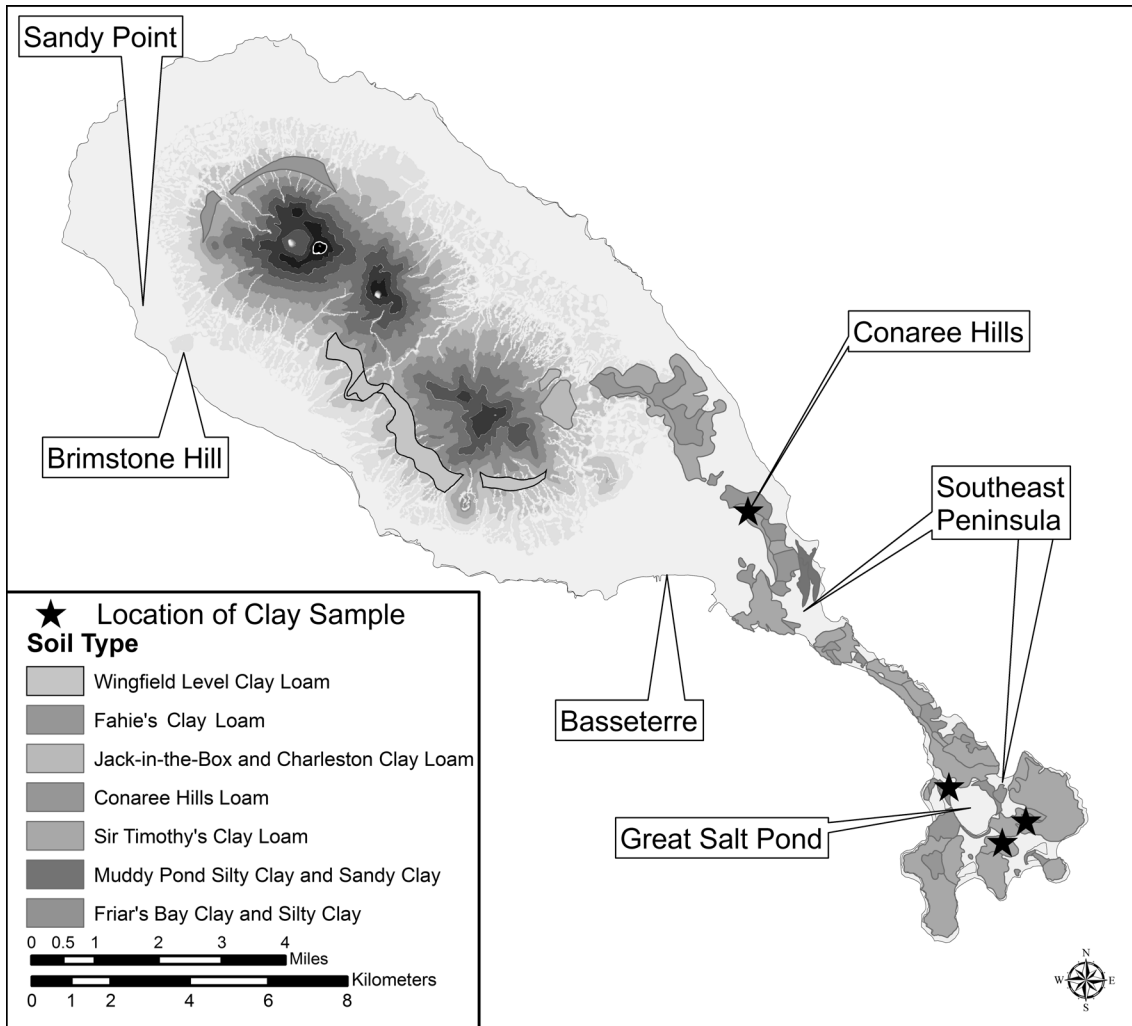 Sandy Point
Conaree Hills
Brimstone Hill
Southeast
Peninsula
Basseterre
Great Salt Pond
Location of Clay Sample
Soil Type
Wingfield Level Clay Loam
Fahie's Clay Loam
Jack-in-the-Box and Charleston Clay Loam
Conaree Hills Loam
Sir Timothy's Clay Loam
Muddy Pond Silty Clay and Sandy Clay
Friar's Bay Clay and Silty Clay
0 0.5 1 2 3 4
Miles
Kilometers
0 1 2 4 6 8
N
W E
S